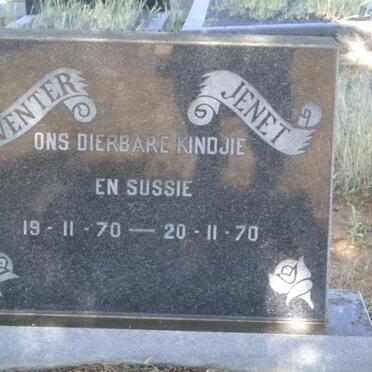 VENTER JENET
ONS DIERBARE KINDJIE
EN SUSSIE
19-11-70 — 20-11-70